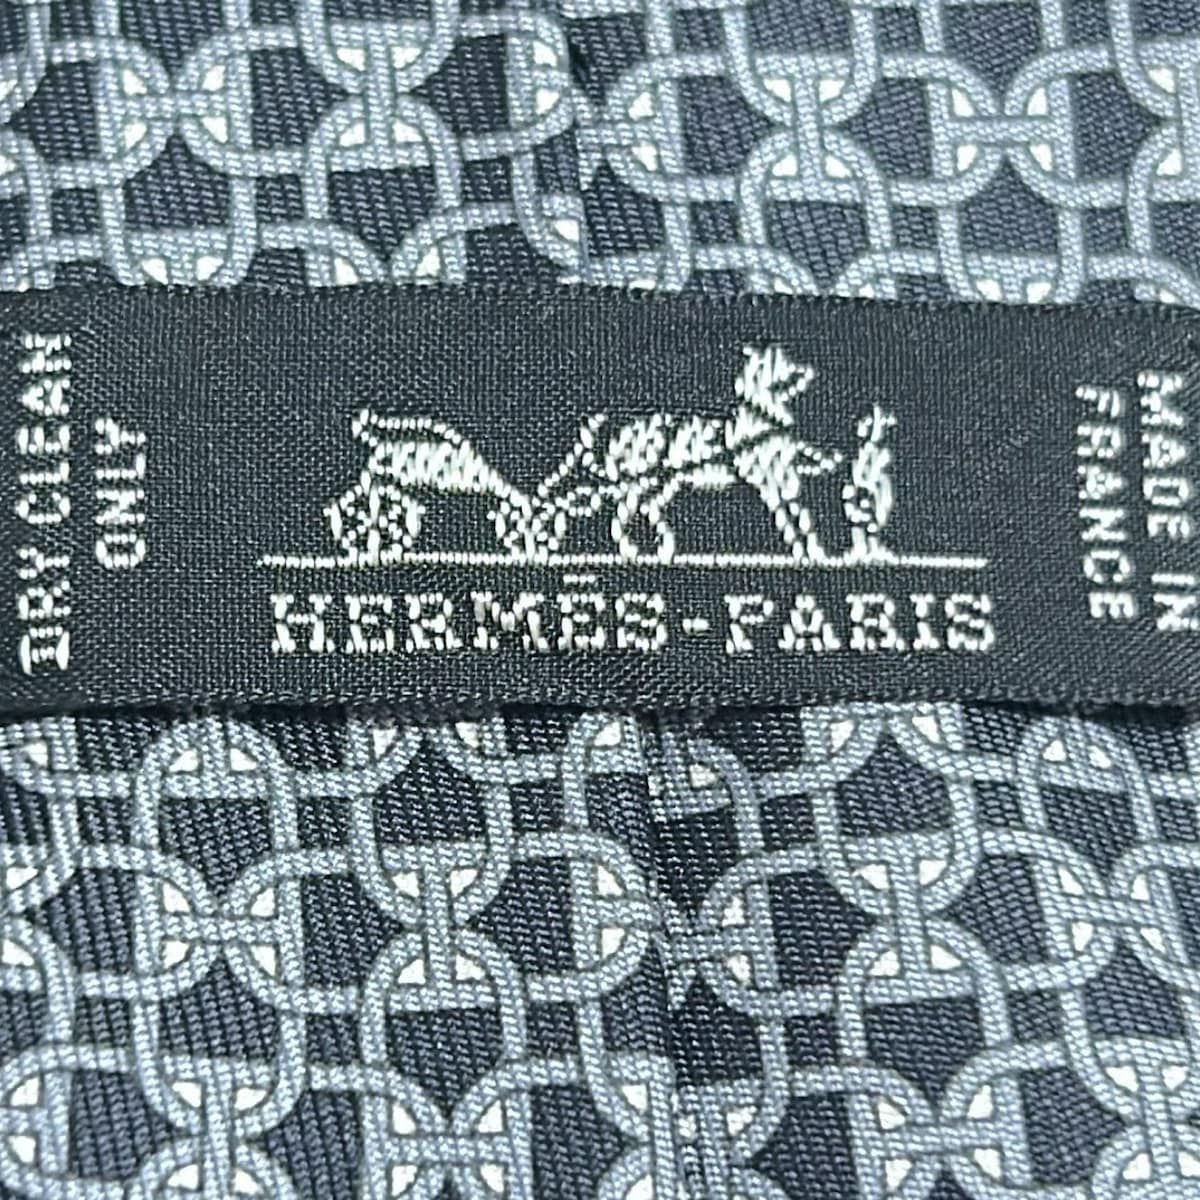 DRY CLEAN
ONLY
HERMÈS-PARIS
MADE IN
FRANCE